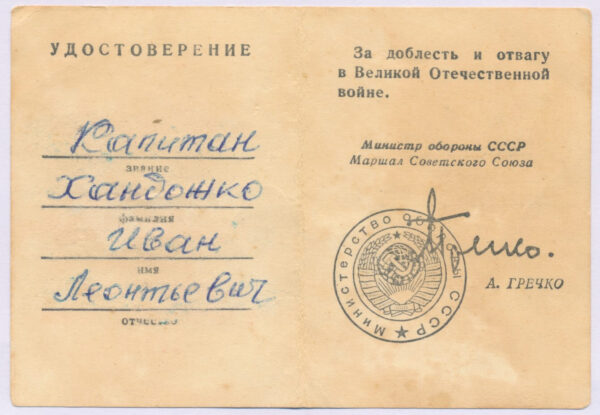 УДОСТОВЕРЕНИЕ
Капитан
звание
Хандожко
фамилия
Иван
имя
Леонтьевич
отчество
За доблесть и отвагу
в Великой Отечественной
войне.
Министр обороны СССР
Маршал Советского Союза
Министерство обороны СССР
Гречко.
А. ГРЕЧКО